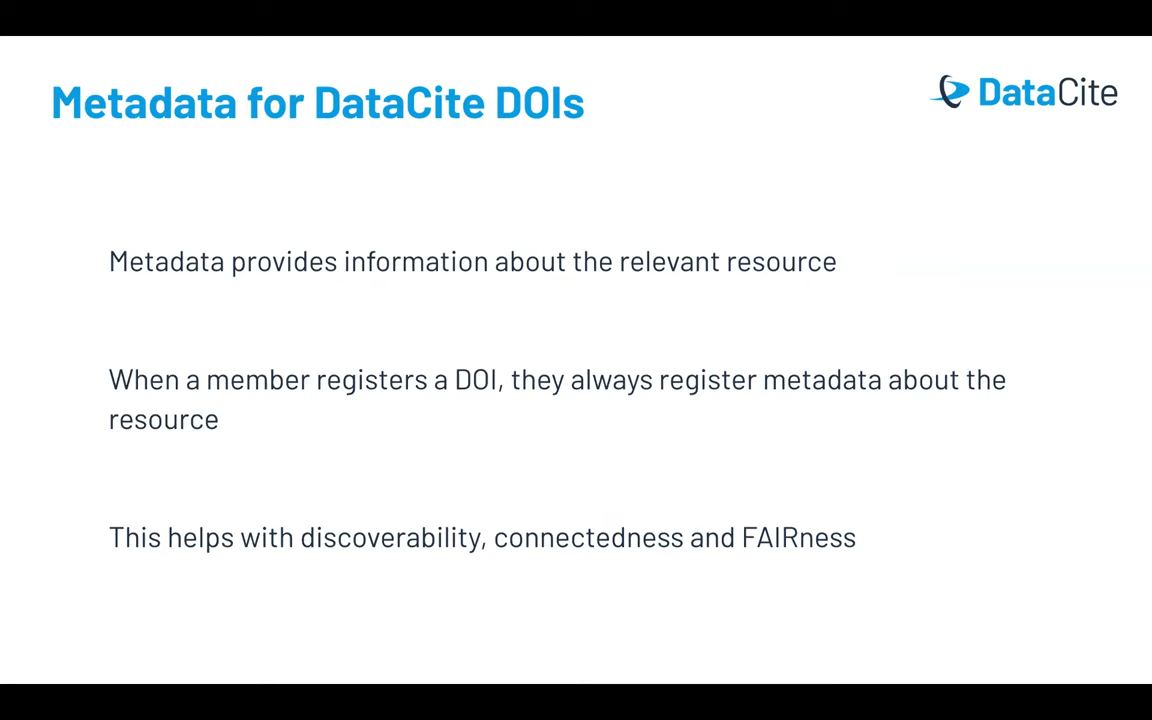 Metadata for DataCite DOIs
DataCite
Metadata provides information about the relevant resource
When a member registers a DOI, they always register metadata about the
resource
This helps with discoverability, connectedness and FAIRness